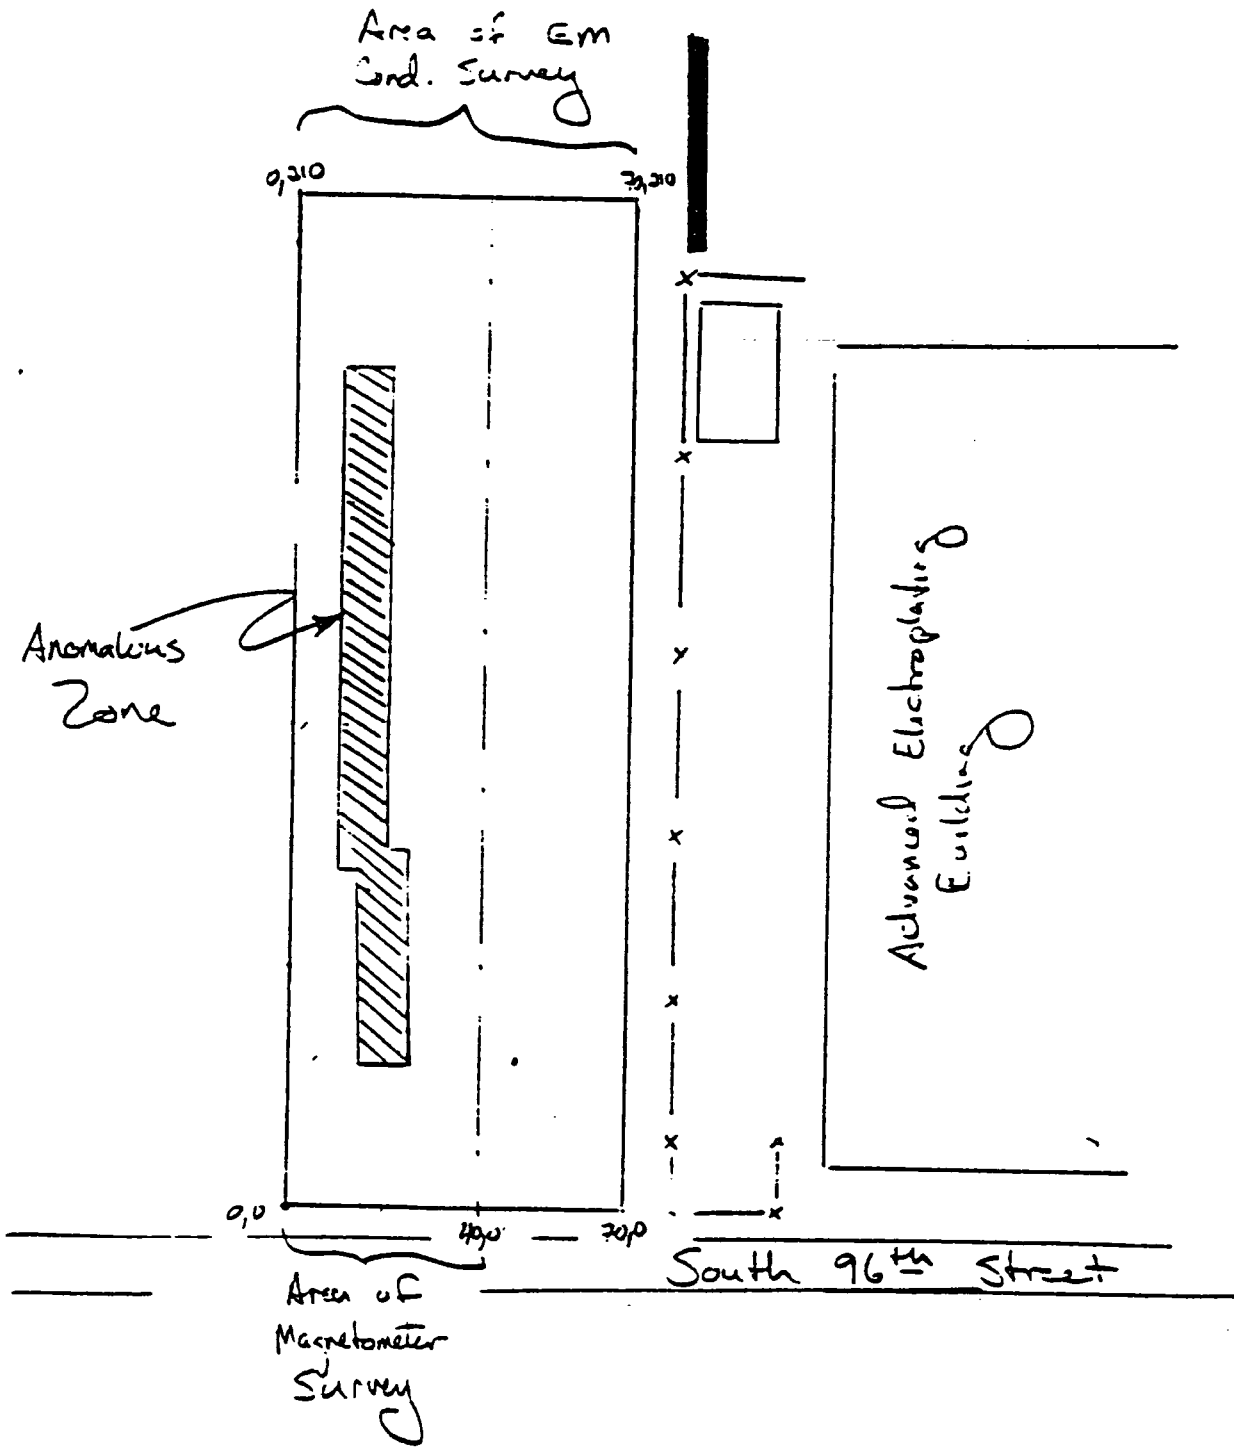 Area of Em
Cond. Survey
0,210
70,210
Anomalous
Zone
Advanced Electroplating
Building
0,0
40,0
70,0
South 96th Street
Area of
Magnetometer
Survey